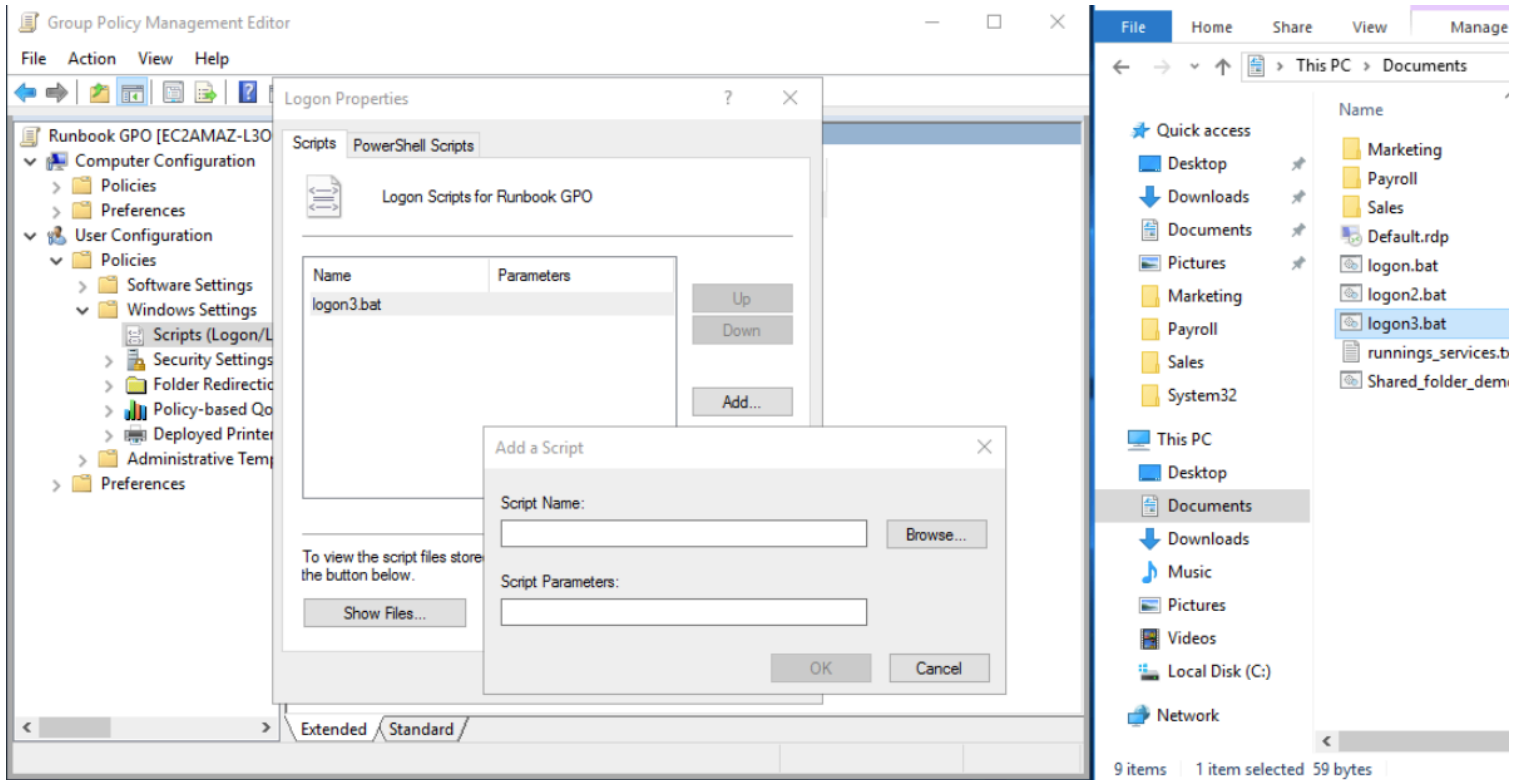 Group Policy Management Editor
File Action View Help
Runbook GPO [EC2AMAZ-L3O
Computer Configuration
Policies
Preferences
User Configuration
Policies
Software Settings
Windows Settings
Scripts (Logon/L
Security Settings
Folder Redirectio
Policy-based Qo
Deployed Printer
Administrative Temp
Preferences
Logon Properties
Scripts PowerShell Scripts
Logon Scripts for Runbook GPO
Name Parameters
logon3.bat
Up
Down
Add...
To view the script files store
the button below.
Show Files...
Add a Script
Script Name:
Browse...
Script Parameters:
OK Cancel
Extended Standard
File Home Share View Manage
This PC > Documents
Quick access
Desktop
Downloads
Documents
Pictures
Marketing
Payroll
Sales
System32
This PC
Desktop
Documents
Downloads
Music
Pictures
Videos
Local Disk (C:)
Network
Name
Marketing
Payroll
Sales
Default.rdp
logon.bat
logon2.bat
logon3.bat
runnings_services.t
Shared_folder_dem
9 items 1 item selected 59 bytes